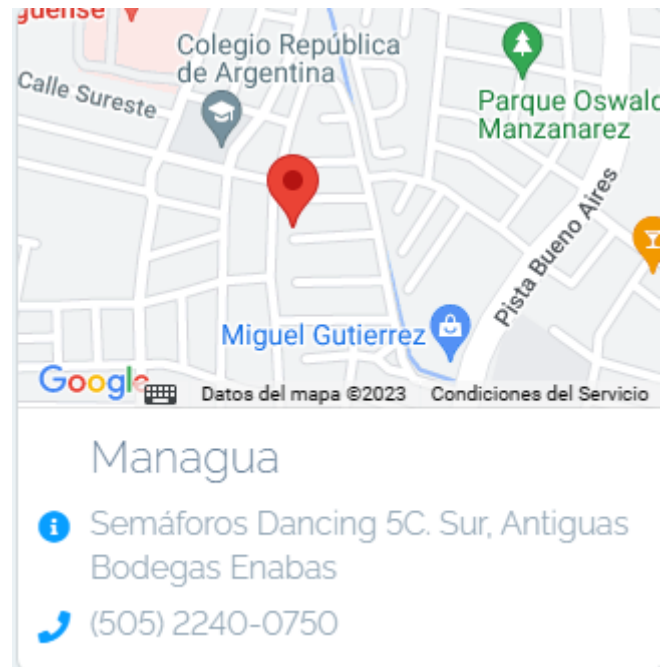 Colegio República
de Argentina
Calle Sureste
Parque Oswald
Manzanarez
Pista Bueno Aires
Miguel Gutierrez
Google
Datos del mapa ©2023
Condiciones del Servicio
Managua
Semáforos Dancing 5C. Sur, Antiguas
Bodegas Enabas
(505) 2240-0750